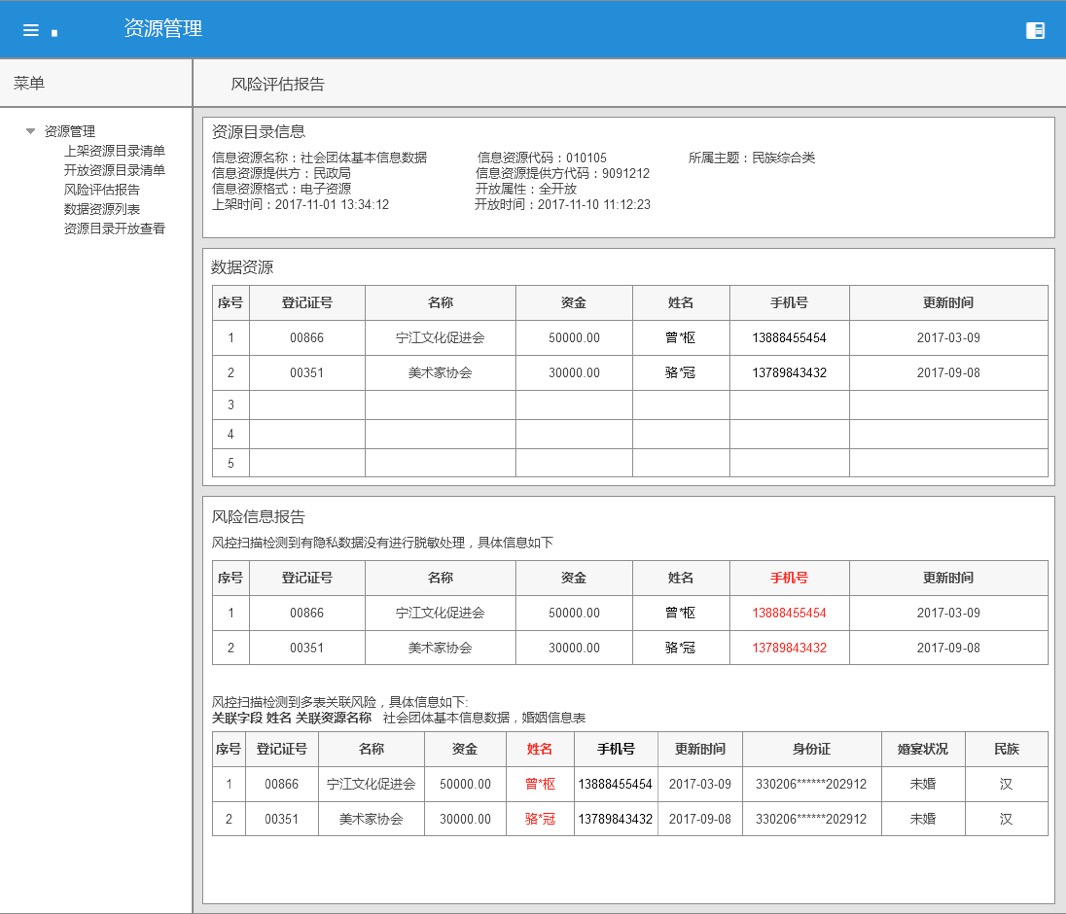 资源管理
菜单
风险评估报告
资源管理
上架资源目录清单
开放资源目录清单
风险评估报告
数据资源列表
资源目录开放查看
资源目录信息
信息资源名称：社会团体基本信息数据 信息资源代码：010105 所属主题：民族综合类
信息资源提供方：民政局 信息资源提供方代码：9091212
信息资源格式：电子资源 开放属性：全开放
上架时间：2017-11-01 13:34:12 开放时间：2017-11-10 11:12:23
数据资源
序号 登记证号 名称 资金 姓名 手机号 更新时间
1 00866 宁江文化促进会 50000.00 曾*枢 13888455454 2017-03-09
2 00351 美术家协会 30000.00 骆*冠 13789843432 2017-09-08
3
4
5
风险信息报告
风控扫描检测到有隐私数据没有进行脱敏处理，具体信息如下
序号 登记证号 名称 资金 姓名 手机号 更新时间
1 00866 宁江文化促进会 50000.00 曾*枢 13888455454 2017-03-09
2 00351 美术家协会 30000.00 骆*冠 13789843432 2017-09-08
风控扫描检测到多表关联风险，具体信息如下:
关联字段 姓名 关联资源名称 社会团体基本信息数据，婚姻信息表
序号 登记证号 名称 资金 姓名 手机号 更新时间 身份证 婚宴状况 民族
1 00866 宁江文化促进会 50000.00 曾*枢 13888455454 2017-03-09 330206******202912 未婚 汉
2 00351 美术家协会 30000.00 骆*冠 13789843432 2017-09-08 330206******202912 未婚 汉